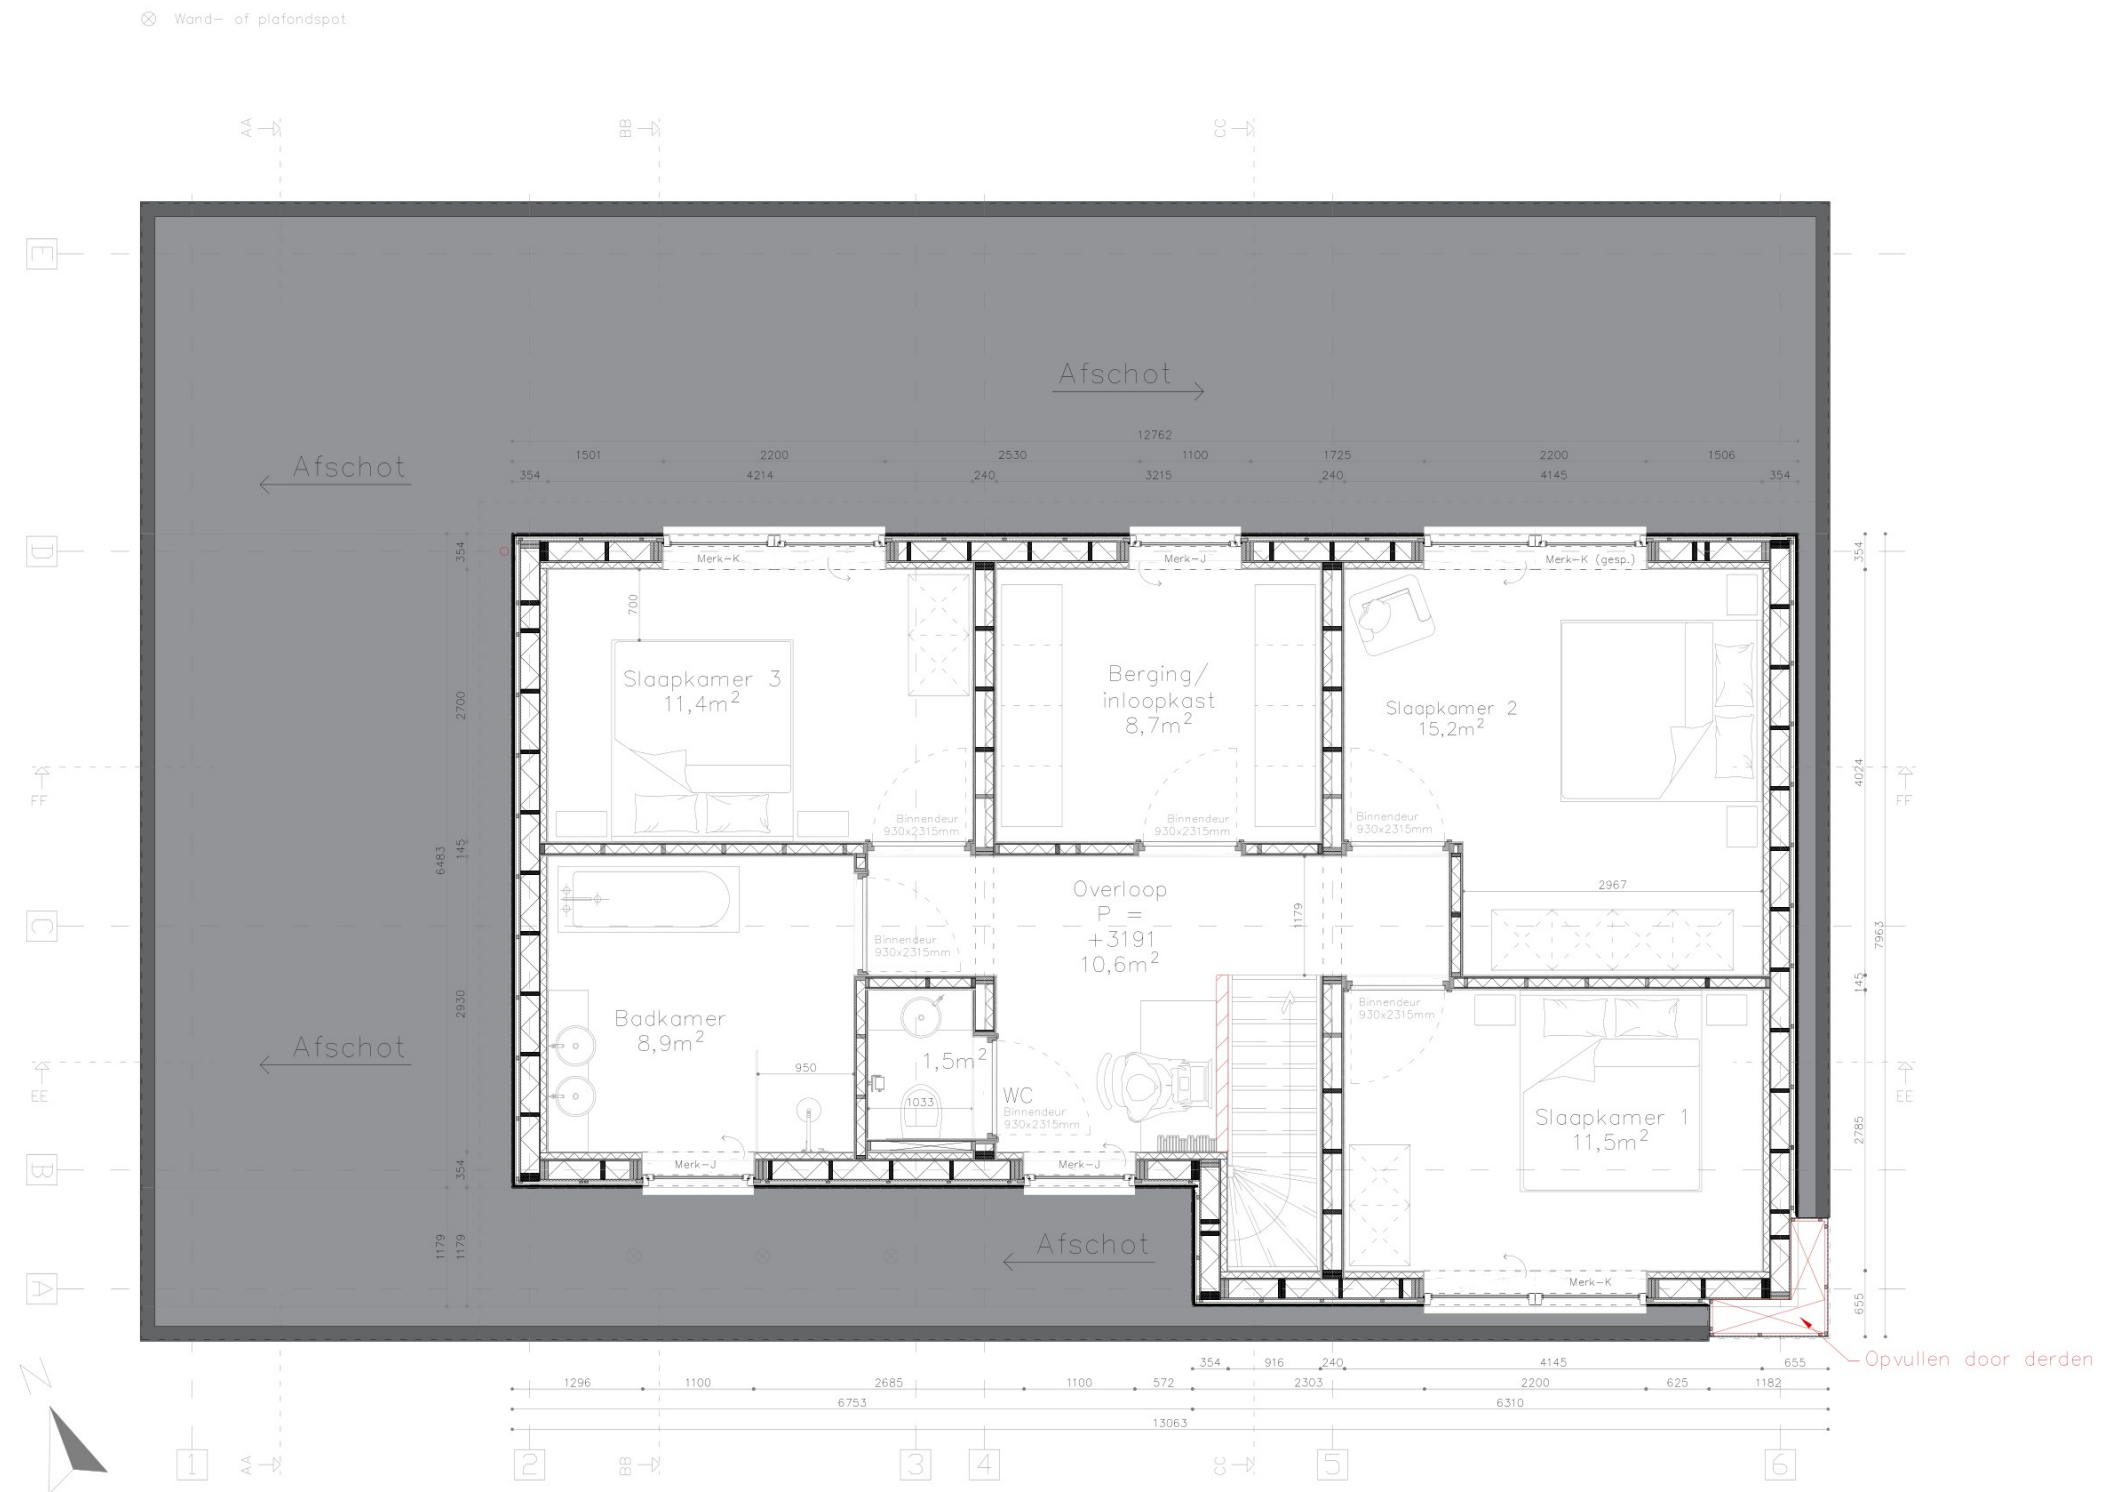 Wand- of plafondspot
AA
BB
CC
E
Afschot
12762
Afschot
1501
2200
2530
1100
1725
2200
1506
354
4214
240
3215
240
4145
354
D
354
Merk-K
Merk-J
Merk-K (gesp.)
354
700
Slaapkamer 3
11,4m²
Berging/
inloopkast
8,7m²
Slaapkamer 2
15,2m²
2700
4024
FF
FF
Binnendeur
930x2315mm
Binnendeur
930x2315mm
Binnendeur
930x2315mm
6483
145
Overloop
P =
+3191
10,6m²
2967
1179
C
Binnendeur
930x2315mm
7963
145
2930
Badkamer
8,9m²
Binnendeur
930x2315mm
Afschot
1,5m²
950
1033
WC
Binnendeur
930x2315mm
EE
EE
Slaapkamer 1
11,5m²
2785
B
354
Merk-J
Merk-J
1179
1179
Afschot
A
Merk-K
655
Opvullen door derden
354
916
240
4145
655
1296
1100
2685
1100
572
2303
2200
625
1182
6753
6310
13063
N
1
AA
2
BB
3
4
CC
5
6